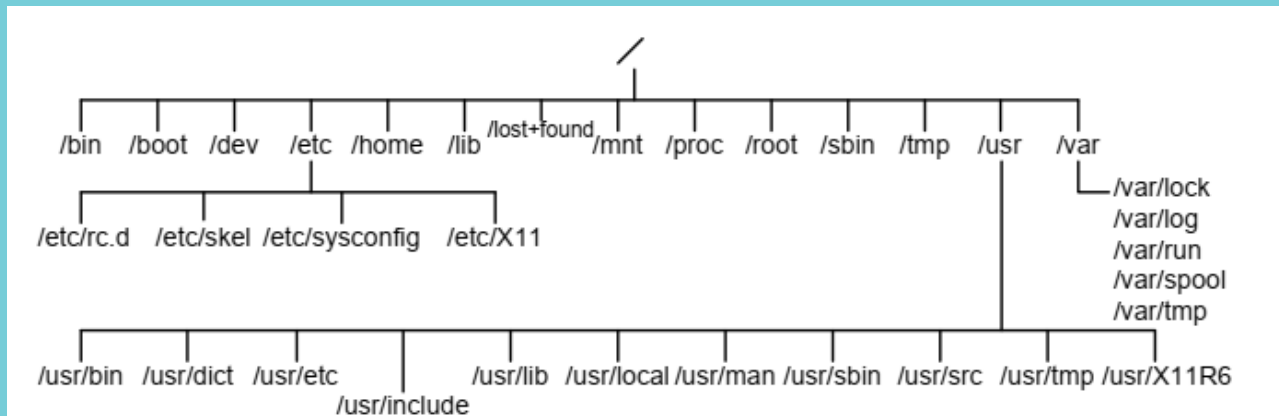 /
/bin /boot /dev /etc /home /lib /lost+found /mnt /proc /root /sbin /tmp /usr /var
/etc/rc.d /etc/skel /etc/sysconfig /etc/X11
/var/lock
/var/log
/var/run
/var/spool
/var/tmp
/usr/bin /usr/dict /usr/etc /usr/include /usr/lib /usr/local /usr/man /usr/sbin /usr/src /usr/tmp /usr/X11R6